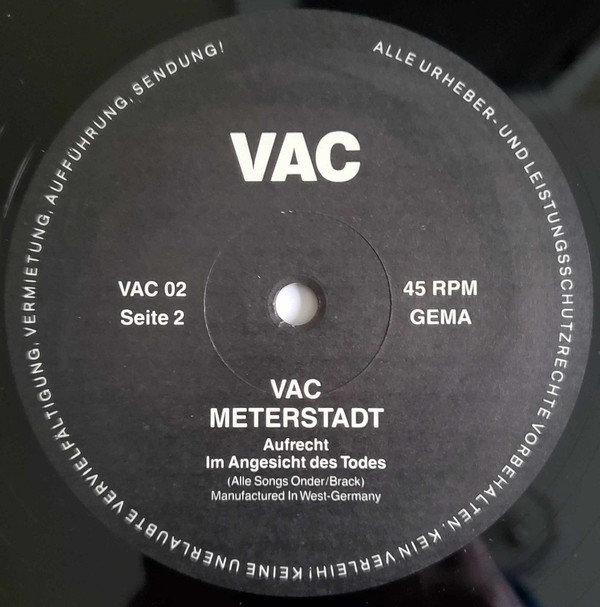 ALLE URHEBER- UND LEISTUNGSSCHUTZRECHTE VORBEHALTEN. KEIN VERLEIH! KEINE UNERLAUBTE VERVIELFÄLTIGUNG, VERMIETUNG, AUFFÜHRUNG, SENDUNG!
VAC
VAC 02
Seite 2
45 RPM
GEMA
VAC
METERSTADT
Aufrecht
Im Angesicht des Todes
(Alle Songs Onder/Brack)
Manufactured In West-Germany